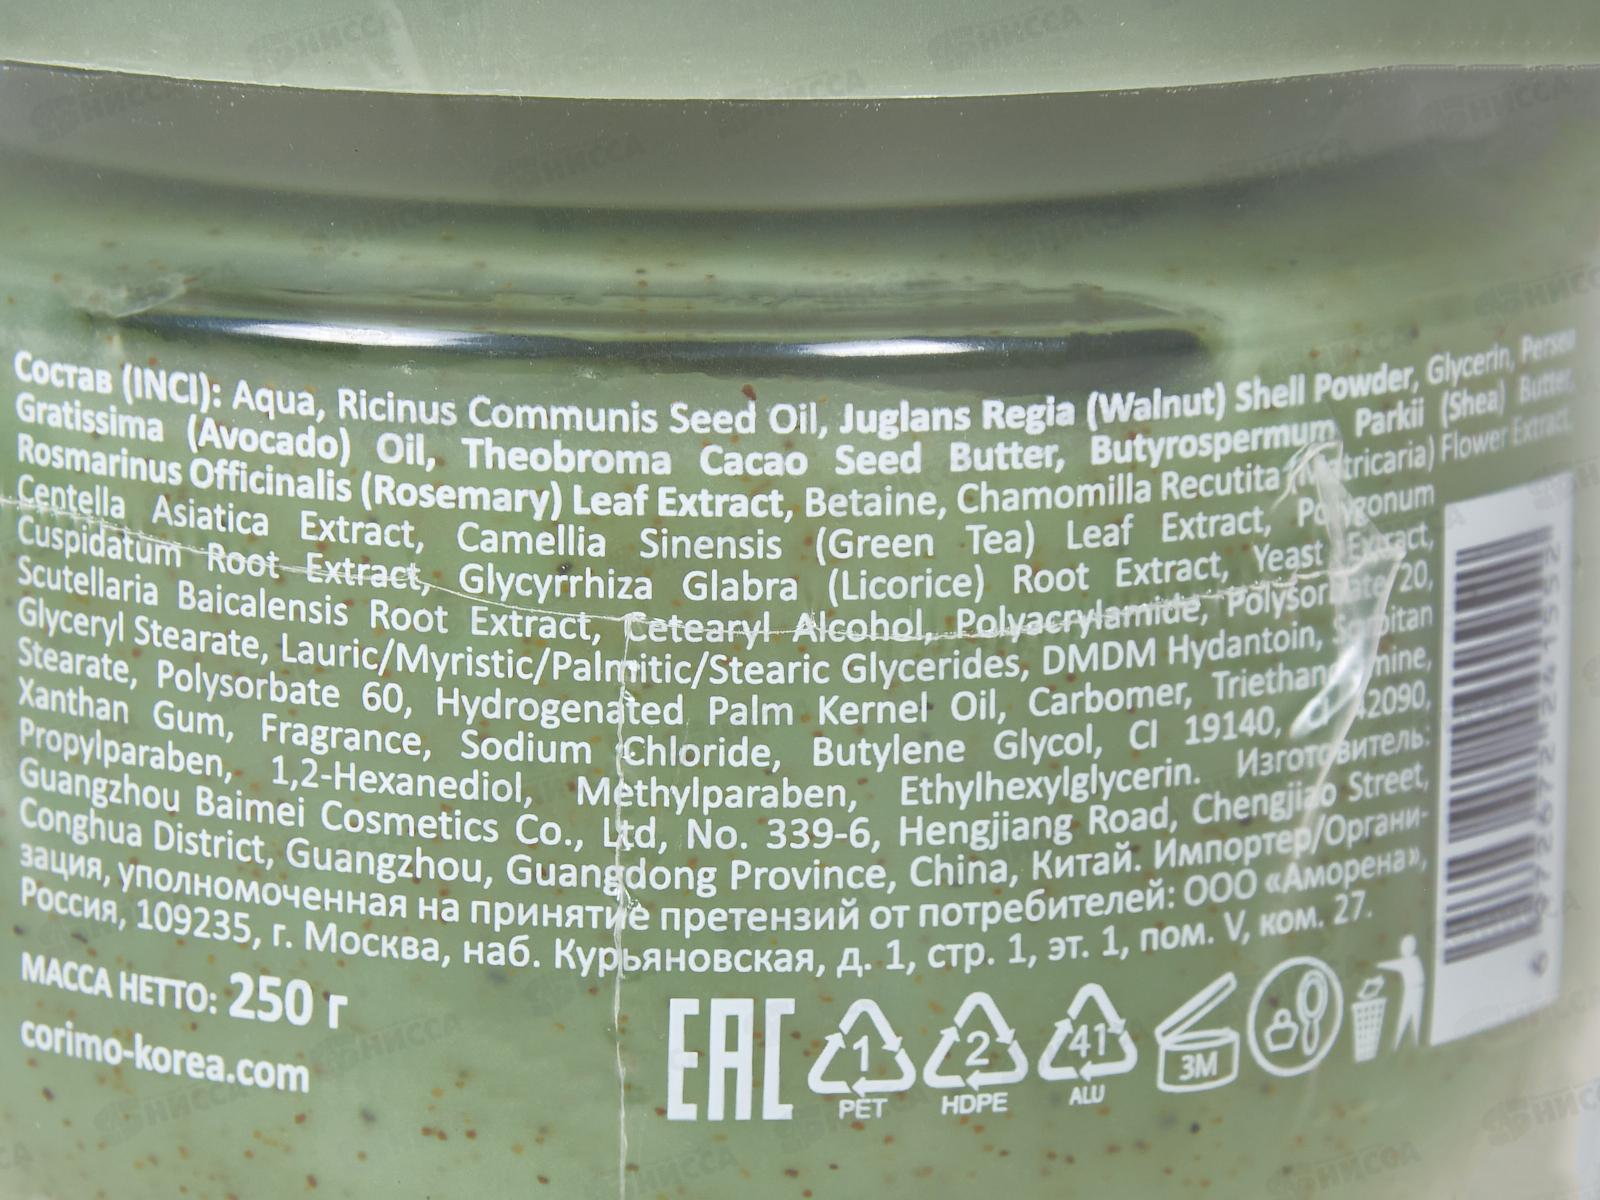 Состав (INCI): Aqua, Ricinus Communis Seed Oil, Juglans Regia (Walnut) Shell Powder, Glycerin, Persea
Gratissima (Avocado) Oil, Theobroma Cacao Seed Butter, Butyrospermum Parkii (Shea) Butter,
Rosmarinus Officinalis (Rosemary) Leaf Extract, Betaine, Chamomilla Recutita (Matricaria) Flower Extract,
Centella Asiatica Extract, Camellia Sinensis (Green Tea) Leaf Extract, Polygonum
Cuspidatum Root Extract, Glycyrrhiza Glabra (Licorice) Root Extract, Yeast Extract,
Scutellaria Baicalensis Root Extract, Cetearyl Alcohol, Polyacrylamide, Polysorbate 20,
Glyceryl Stearate, Lauric/Myristic/Palmitic/Stearic Glycerides, DMDM Hydantoin, Sorbitan
Stearate, Polysorbate 60, Hydrogenated Palm Kernel Oil, Carbomer, Triethanolamine,
Xanthan Gum, Fragrance, Sodium Chloride, Butylene Glycol, CI 19140, CI 42090,
Propylparaben, 1,2-Hexanediol, Methylparaben, Ethylhexylglycerin. Изготовитель:
Guangzhou Baimei Cosmetics Co., Ltd, No. 339-6, Hengjiang Road, Chengjiao Street,
Conghua District, Guangzhou, Guangdong Province, China, Китай. Импортер/Органи-
зация, уполномоченная на принятие претензий от потребителей: ООО «Аморена»,
Россия, 109235, г. Москва, наб. Курьяновская, д. 1, стр. 1, эт. 1, пом. V, ком. 27.
МАССА НЕТТО: 250 г
corimo-korea.com
EAC
1
PET
2
HDPE
41
ALU
3М
НИССА